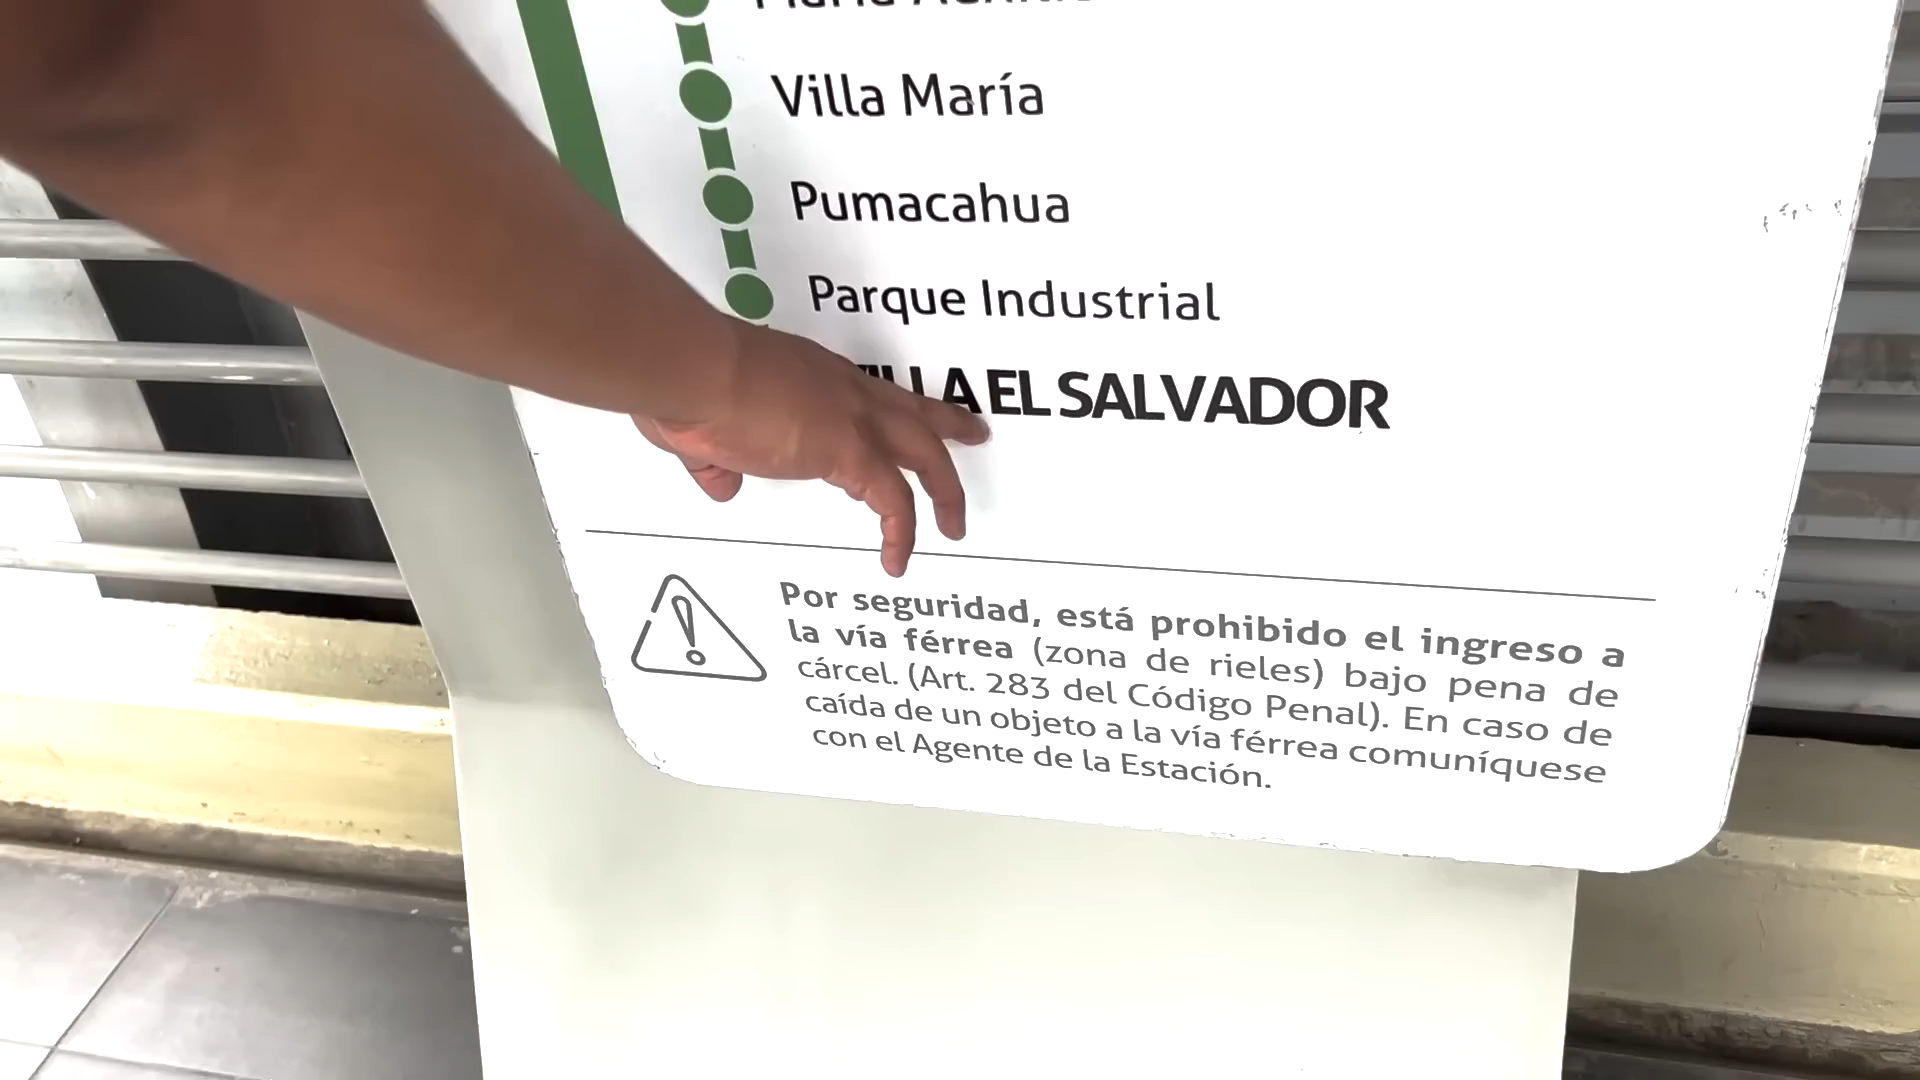 Villa María
Pumacahua
Parque Industrial
VILLA EL SALVADOR
Por seguridad, está prohibido el ingreso a
la vía férrea (zona de rieles) bajo pena de
cárcel. (Art. 283 del Código Penal). En caso de
caída de un objeto a la vía férrea comuníquese
con el Agente de la Estación.